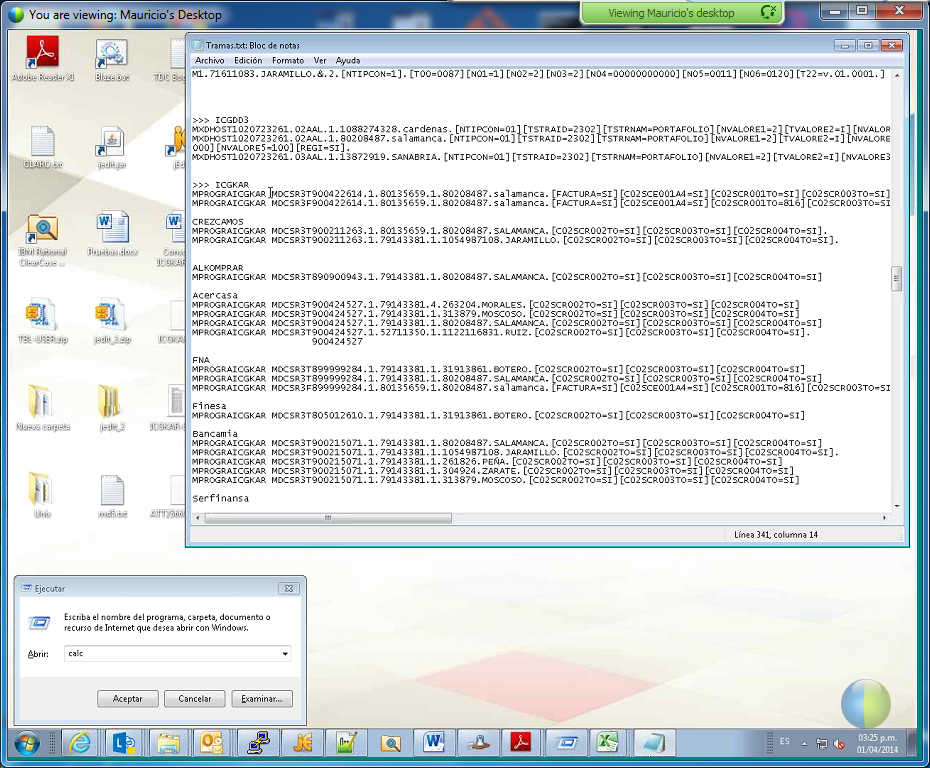 You are viewing: Mauricio's Desktop
Viewing Mauricio's desktop
Adobe Reader XI
Blaze.bat
CLARO.txt
jedit.jar
IBM Rational
ClearCase ...
Pruebas.docx
TBL-USER.zip
jedit_2.zip
Nueva carpeta
jedit_2
Unix
md5.txt
Tramas.txt: Bloc de notas
Archivo Edición Formato Ver Ayuda
M1.71611083.JARAMILLO.&.2.[NTIPCON=1].[T00=0087][N01=1][N02=2][N03=2][N04=00000000000][N05=0011][N06=0120][T22=v.01.0001.]
>>> ICGDD3
MXDHOST1020723261.02AAL.1.1088274328.cardenas.[NTIPCON=01][TSTRAID=2302][TSTRNAM=PORTAFOLIO][NVALORE1=2][TVALORE2=I][NVALOR
MXDHOST1020723261.02AAL.1.80208487.salamanca.[NTIPCON=01][TSTRAID=2302][TSTRNAM=PORTAFOLIO][NVALORE1=2][TVALORE2=I][NVALORE
000][NVALORE5=100][REGI=SI].
MXDHOST1020723261.03AAL.1.13872919.SANABRIA.[NTIPCON=01][TSTRAID=2302][TSTRNAM=PORTAFOLIO][NVALORE1=2][TVALORE2=I][NVALORE
>>> ICGKAR
MPROGRAICGKAR MDCSR3T900422614.1.80135659.1.80208487.salamanca.[FACTURA=SI][C02SCE001A4=SI][C02SCR001TO=SI][C02SCR003TO=SI]
MPROGRAICGKAR MDCSR3T900422614.1.80135659.1.80208487.salamanca.[FACTURA=SI][C02SCE001A4=SI][C02SCR001TO=816][C02SCR003TO=SI
CREZCAMOS
MPROGRAICGKAR MDCSR3T900211263.1.80135659.1.80208487.SALAMANCA.[C02SCR002TO=SI][C02SCR003TO=SI][C02SCR004TO=SI].
MPROGRAICGKAR MDCSR3T900211263.1.79143381.1.1054987108.JARAMILLO.[C02SCR002TO=SI][C02SCR003TO=SI][C02SCR004TO=SI].
ALKOMPRAR
MPROGRAICGKAR MDCSR3T890900943.1.79143381.1.80208487.SALAMANCA.[C02SCR002TO=SI][C02SCR003TO=SI][C02SCR004TO=SI]
Acercasa
MPROGRAICGKAR MDCSR3T900424527.1.79143381.4.263204.MORALES.[C02SCR002TO=SI][C02SCR003TO=SI][C02SCR004TO=SI]
MPROGRAICGKAR MDCSR3T900424527.1.79143381.1.313879.MOSCOSO.[C02SCR002TO=SI][C02SCR003TO=SI][C02SCR004TO=SI]
MPROGRAICGKAR MDCSR3T900424527.1.79143381.1.80208487.SALAMANCA.[C02SCR002TO=SI][C02SCR003TO=SI][C02SCR004TO=SI]
MPROGRAICGKAR MDCSR3T900424527.1.52711350.1.1122116831.RUIZ.[C02SCR002TO=SI][C02SCR003TO=SI][C02SCR004TO=SI].
900424527
FNA
MPROGRAICGKAR MDCSR3T899999284.1.79143381.1.31913861.BOTERO.[C02SCR002TO=SI][C02SCR003TO=SI][C02SCR004TO=SI]
MPROGRAICGKAR MDCSR3T899999284.1.79143381.1.80208487.SALAMANCA.[C02SCR002TO=SI][C02SCR003TO=SI][C02SCR004TO=SI]
MPROGRAICGKAR MDCSR3F899999284.1.80135659.1.80208487.salamanca.[FACTURA=SI][C02SCE001A4=SI][C02SCR001TO=816][C02SCR003TO=SI
Finesa
MPROGRAICGKAR MDCSR3T805012610.1.79143381.1.31913861.BOTERO.[C02SCR002TO=SI][C02SCR003TO=SI][C02SCR004TO=SI]
Bancamia
MPROGRAICGKAR MDCSR3T900215071.1.79143381.1.80208487.SALAMANCA.[C02SCR002TO=SI][C02SCR003TO=SI][C02SCR004TO=SI]
MPROGRAICGKAR MDCSR3T900215071.1.79143381.1.1054987108.JARAMILLO.[C02SCR002TO=SI][C02SCR003TO=SI][C02SCR004TO=SI].
MPROGRAICGKAR MDCSR3T900215071.1.79143381.1.261826.PEÑA.[C02SCR002TO=SI][C02SCR003TO=SI][C02SCR004TO=SI]
MPROGRAICGKAR MDCSR3T900215071.1.79143381.1.304924.ZARATE.[C02SCR002TO=SI][C02SCR003TO=SI][C02SCR004TO=SI]
MPROGRAICGKAR MDCSR3T900215071.1.79143381.1.313879.MOSCOSO.[C02SCR002TO=SI][C02SCR003TO=SI][C02SCR004TO=SI]
Serfinansa
Línea 341, columna 14
Ejecutar
Escriba el nombre del programa, carpeta, documento o
recurso de Internet que desea abrir con Windows.
Abrir: calc
Aceptar Cancelar Examinar...
ES
03:25 p.m.
01/04/2014